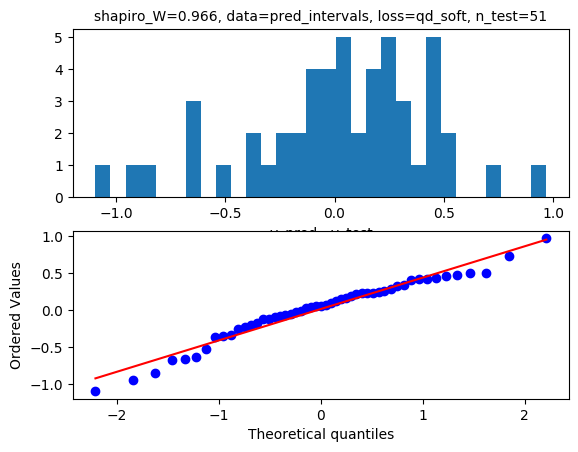 shapiro_W=0.966, data=pred_intervals, loss=qd_soft, n_test=51
5
4
3
2
1
0
−1.0 −0.5 0.0 0.5 1.0
1.0
0.5
0.0
−0.5
−1.0
Ordered Values
−2 −1 0 1 2
Theoretical quantiles